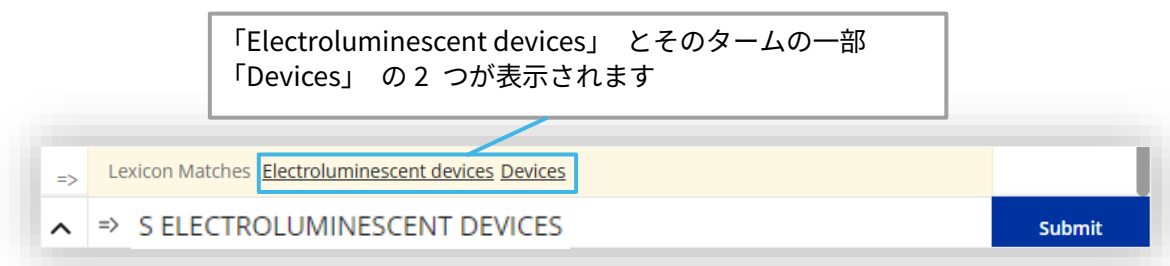 「Electroluminescent devices」 とそのタームの一部
「Devices」 の 2 つが表示されます
=> Lexicon Matches Electroluminescent devices Devices
=> S ELECTROLUMINESCENT DEVICES Submit